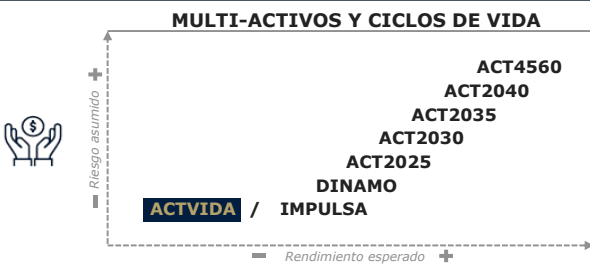 MULTI-ACTIVOS Y CICLOS DE VIDA
ACT4560
ACT2040
ACT2035
ACT2030
ACT2025
DINAMO
ACTVIDA / IMPULSA
− Riesgo asumido +
− Rendimiento esperado +
$